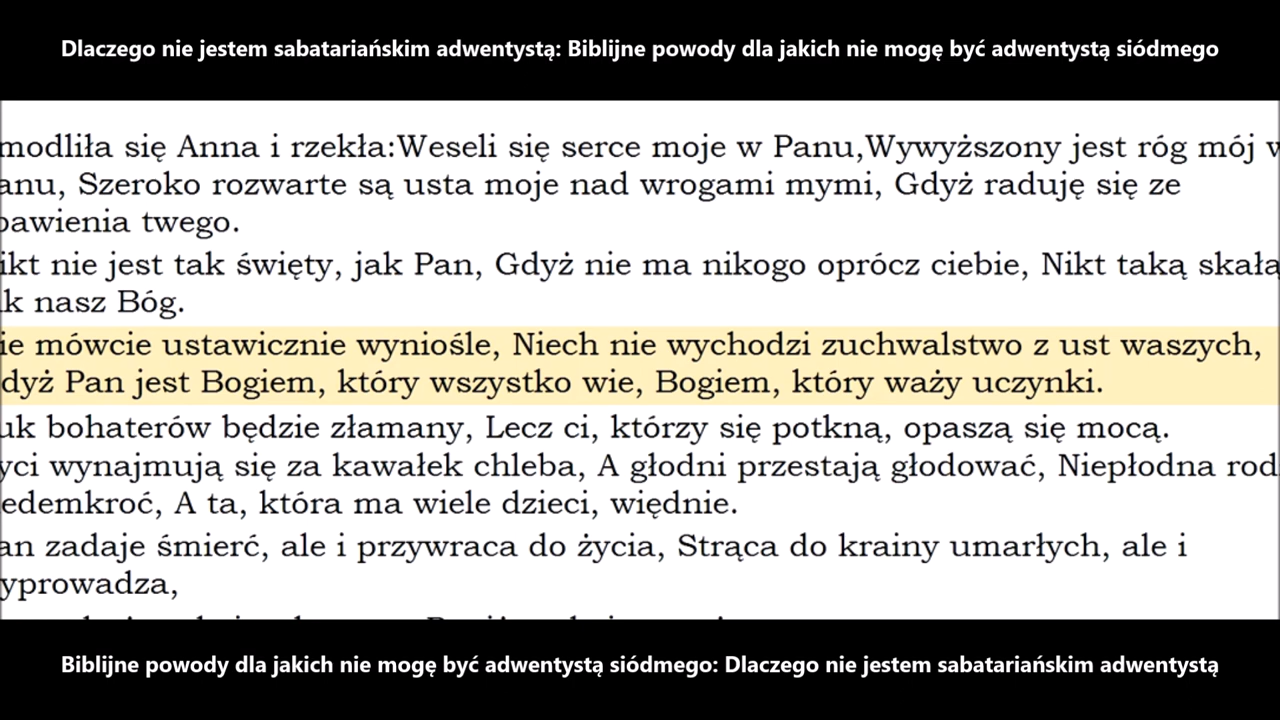 Dlaczego nie jestem sabatariańskim adwentystą: Biblijne powody dla jakich nie mogę być adwentystą siódmego
modliła się Anna i rzekła:Weseli się serce moje w Panu,Wywyższony jest róg mój w
anu, Szeroko rozwarte są usta moje nad wrogami mymi, Gdyż raduję się ze
bawienia twego.
ikt nie jest tak święty, jak Pan, Gdyż nie ma nikogo oprócz ciebie, Nikt taką skałą
k nasz Bóg.
ie mówcie ustawicznie wyniośle, Niech nie wychodzi zuchwalstwo z ust waszych,
dyż Pan jest Bogiem, który wszystko wie, Bogiem, który waży uczynki.
uk bohaterów będzie złamany, Lecz ci, którzy się potkną, opaszą się mocą.
yci wynajmują się za kawałek chleba, A głodni przestają głodować, Niepłodna rod
edemkroć, A ta, która ma wiele dzieci, więdnie.
an zadaje śmierć, ale i przywraca do życia, Strąca do krainy umarłych, ale i
yprowadza,
Biblijne powody dla jakich nie mogę być adwentystą siódmego: Dlaczego nie jestem sabatariańskim adwentystą